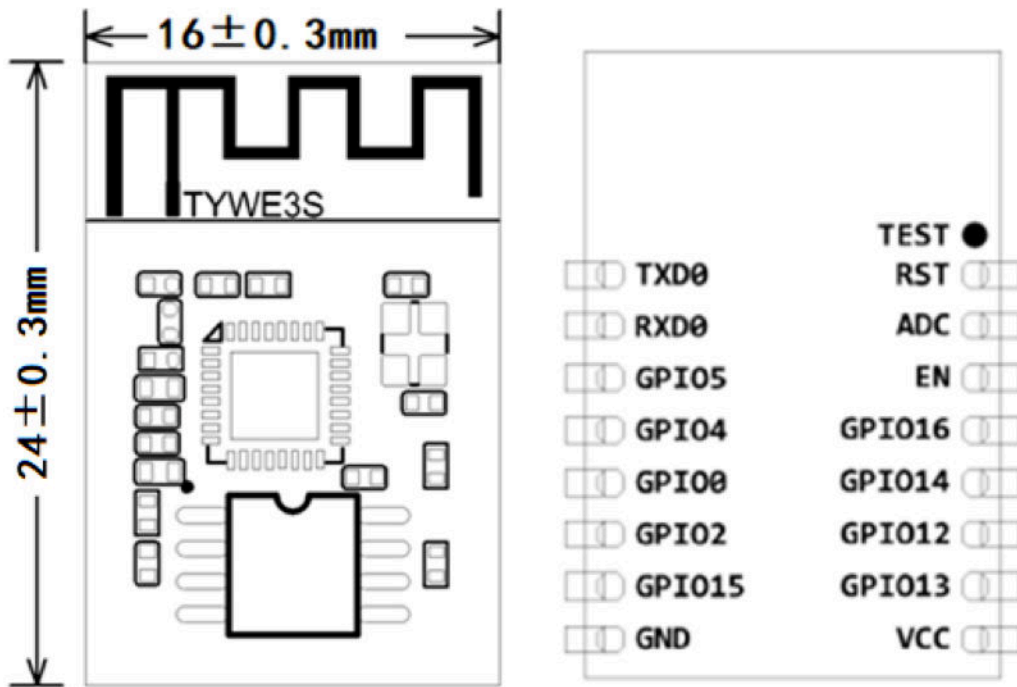 16±0.3mm
24±0.3mm
TYWE3S
TEST
TXD0 RST
RXD0 ADC
GPIO5 EN
GPIO4 GPIO16
GPIO0 GPIO14
GPIO2 GPIO12
GPIO15 GPIO13
GND VCC